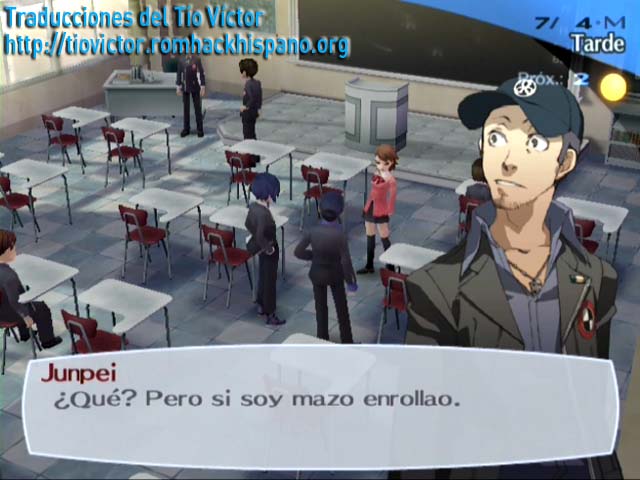 Traducciones del Tio Víctor
http://tiovictor.romhackhispano.org
7/ 4·M
Tarde
Próx.: 2
Junpei
¿Qué? Pero si soy mazo enrollao.